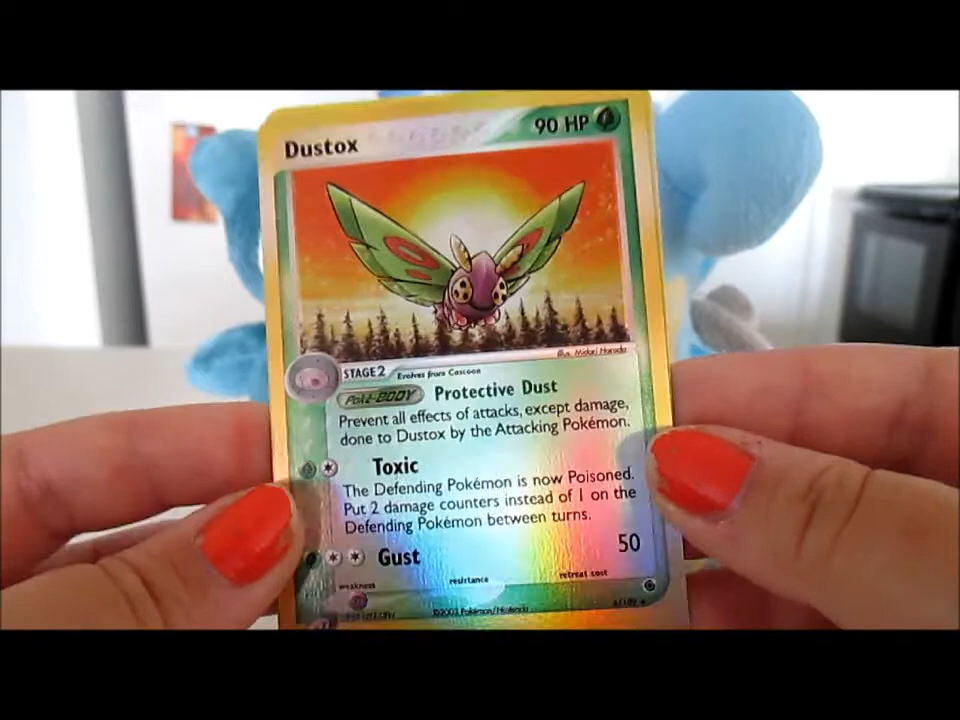 Dustox 90 HP
Illus. Midori Harada
STAGE2 Evolves from Cascoon
Poké-BODY Protective Dust
Prevent all effects of attacks, except damage,
done to Dustox by the Attacking Pokémon.
Toxic
The Defending Pokémon is now Poisoned.
Put 2 damage counters instead of 1 on the
Defending Pokémon between turns.
Gust 50
weakness resistance retreat cost
©2003 Pokémon/Nintendo